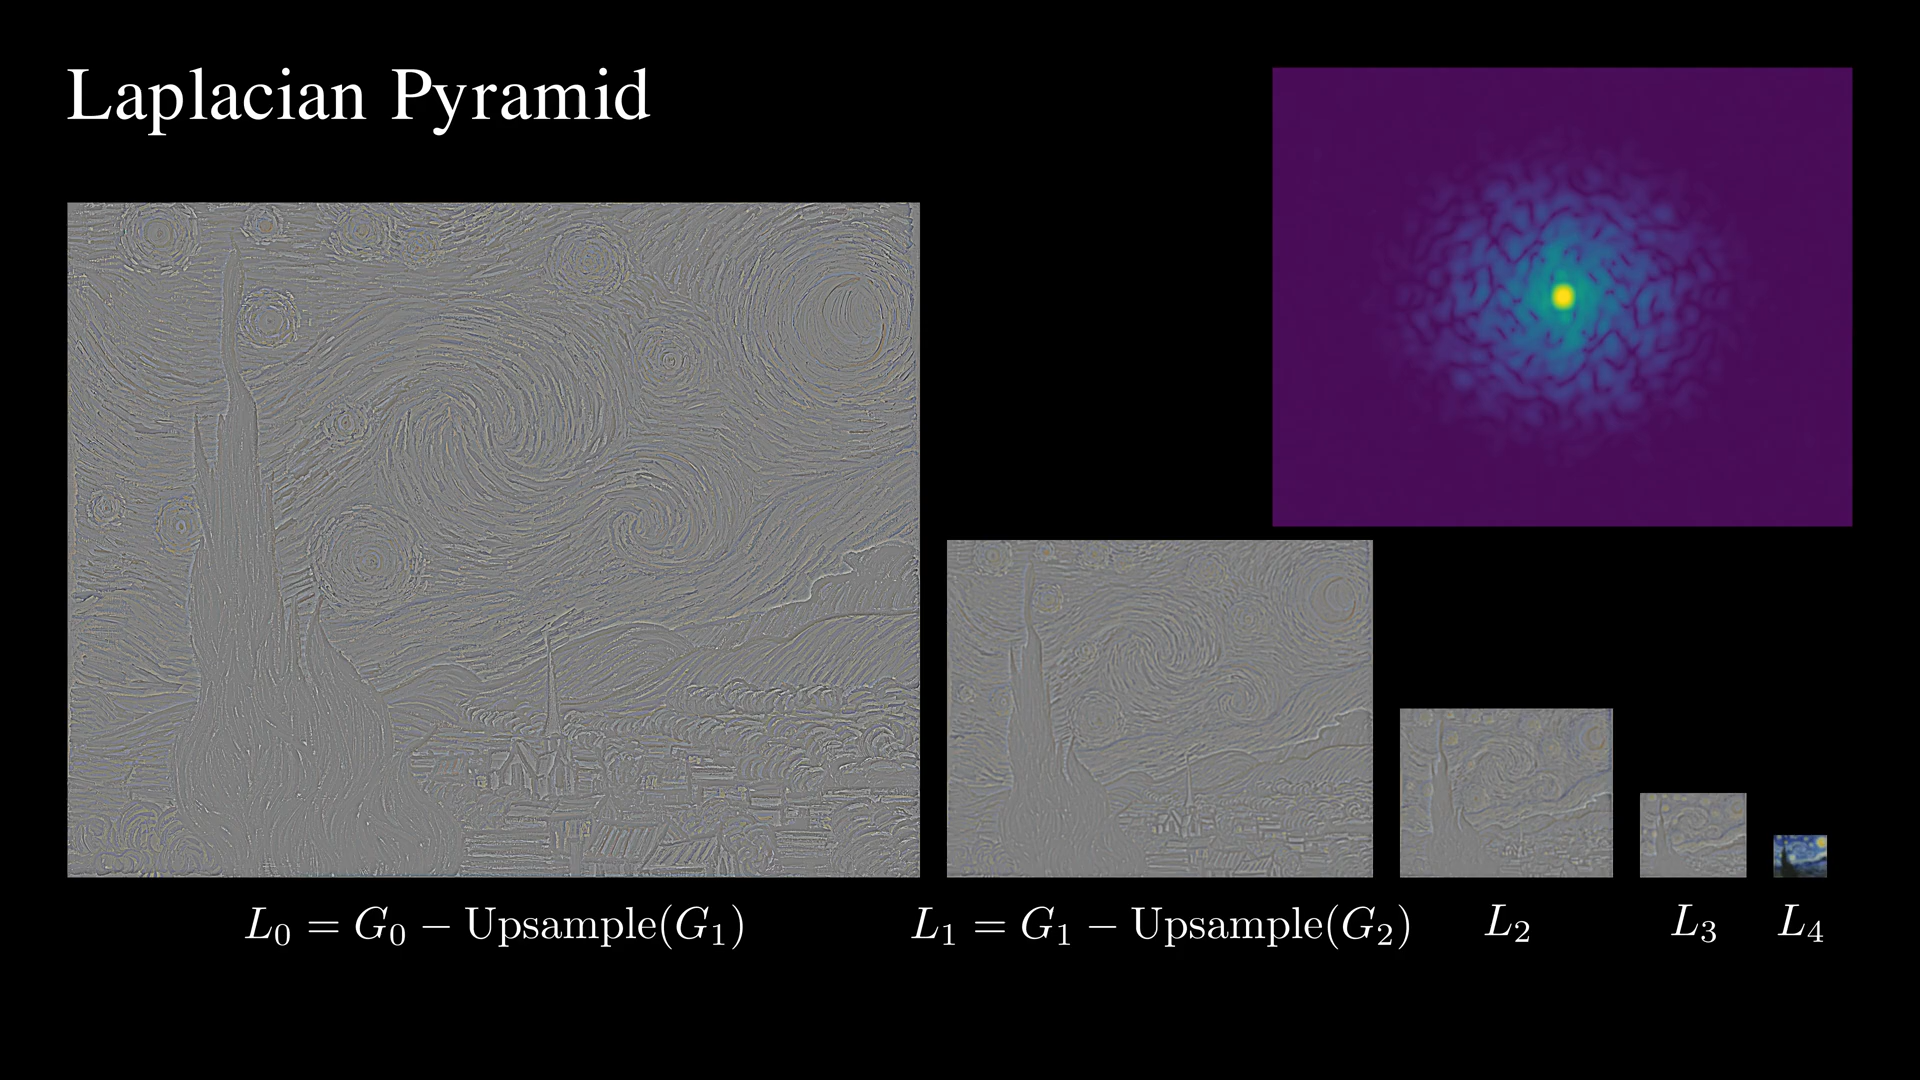 Laplacian Pyramid
L₀ = G₀ − Upsample(G₁)
L₁ = G₁ − Upsample(G₂)
L₂
L₃
L₄